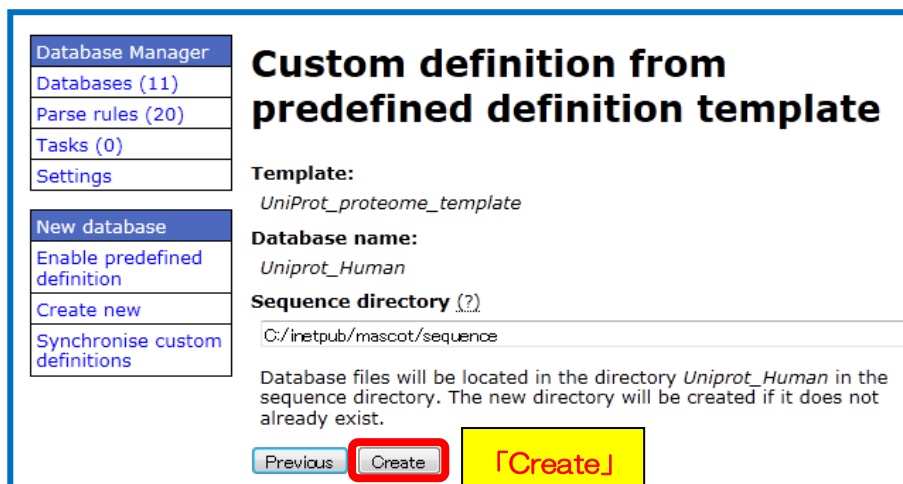 Database Manager
Databases (11)
Parse rules (20)
Tasks (0)
Settings
New database
Enable predefined
definition
Create new
Synchronise custom
definitions
Custom definition from
predefined definition template
Template:
UniProt_proteome_template
Database name:
Uniprot_Human
Sequence directory (?)
C:/inetpub/mascot/sequence
Database files will be located in the directory Uniprot_Human in the
sequence directory. The new directory will be created if it does not
already exist.
Previous Create 「Create」